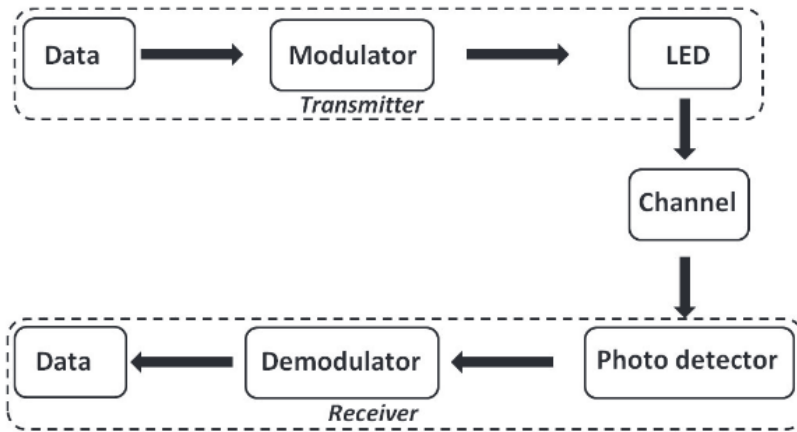 Data
Modulator
LED
Transmitter
Channel
Data
Demodulator
Photo detector
Receiver